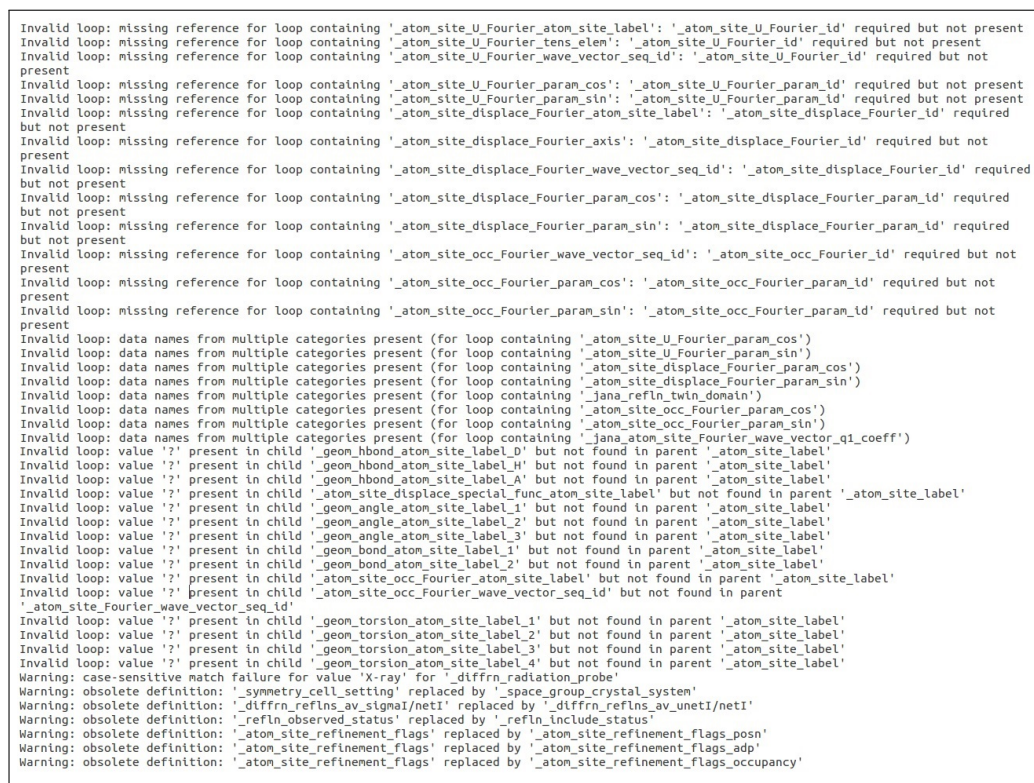 Invalid loop: missing reference for loop containing '_atom_site_U_Fourier_atom_site_label': '_atom_site_U_Fourier_id' required but not present
Invalid loop: missing reference for loop containing '_atom_site_U_Fourier_tens_elem': '_atom_site_U_Fourier_id' required but not present
Invalid loop: missing reference for loop containing '_atom_site_U_Fourier_wave_vector_seq_id': '_atom_site_U_Fourier_id' required but not
present
Invalid loop: missing reference for loop containing '_atom_site_U_Fourier_param_cos': '_atom_site_U_Fourier_param_id' required but not present
Invalid loop: missing reference for loop containing '_atom_site_U_Fourier_param_sin': '_atom_site_U_Fourier_param_id' required but not present
Invalid loop: missing reference for loop containing '_atom_site_displace_Fourier_atom_site_label': '_atom_site_displace_Fourier_id' required
but not present
Invalid loop: missing reference for loop containing '_atom_site_displace_Fourier_axis': '_atom_site_displace_Fourier_id' required but not
present
Invalid loop: missing reference for loop containing '_atom_site_displace_Fourier_wave_vector_seq_id': '_atom_site_displace_Fourier_id' required
but not present
Invalid loop: missing reference for loop containing '_atom_site_displace_Fourier_param_cos': '_atom_site_displace_Fourier_param_id' required
but not present
Invalid loop: missing reference for loop containing '_atom_site_displace_Fourier_param_sin': '_atom_site_displace_Fourier_param_id' required
but not present
Invalid loop: missing reference for loop containing '_atom_site_occ_Fourier_wave_vector_seq_id': '_atom_site_occ_Fourier_id' required but not
present
Invalid loop: missing reference for loop containing '_atom_site_occ_Fourier_param_cos': '_atom_site_occ_Fourier_param_id' required but not
present
Invalid loop: missing reference for loop containing '_atom_site_occ_Fourier_param_sin': '_atom_site_occ_Fourier_param_id' required but not
present
Invalid loop: data names from multiple categories present (for loop containing '_atom_site_U_Fourier_param_cos')
Invalid loop: data names from multiple categories present (for loop containing '_atom_site_U_Fourier_param_sin')
Invalid loop: data names from multiple categories present (for loop containing '_atom_site_displace_Fourier_param_cos')
Invalid loop: data names from multiple categories present (for loop containing '_atom_site_displace_Fourier_param_sin')
Invalid loop: data names from multiple categories present (for loop containing '_jana_refln_twin_domain')
Invalid loop: data names from multiple categories present (for loop containing '_atom_site_occ_Fourier_param_cos')
Invalid loop: data names from multiple categories present (for loop containing '_atom_site_occ_Fourier_param_sin')
Invalid loop: data names from multiple categories present (for loop containing '_jana_atom_site_Fourier_wave_vector_q1_coeff')
Invalid loop: value '?' present in child '_geom_hbond_atom_site_label_D' but not found in parent '_atom_site_label'
Invalid loop: value '?' present in child '_geom_hbond_atom_site_label_H' but not found in parent '_atom_site_label'
Invalid loop: value '?' present in child '_geom_hbond_atom_site_label_A' but not found in parent '_atom_site_label'
Invalid loop: value '?' present in child '_atom_site_displace_special_func_atom_site_label' but not found in parent '_atom_site_label'
Invalid loop: value '?' present in child '_geom_angle_atom_site_label_1' but not found in parent '_atom_site_label'
Invalid loop: value '?' present in child '_geom_angle_atom_site_label_2' but not found in parent '_atom_site_label'
Invalid loop: value '?' present in child '_geom_angle_atom_site_label_3' but not found in parent '_atom_site_label'
Invalid loop: value '?' present in child '_geom_bond_atom_site_label_1' but not found in parent '_atom_site_label'
Invalid loop: value '?' present in child '_geom_bond_atom_site_label_2' but not found in parent '_atom_site_label'
Invalid loop: value '?' present in child '_atom_site_occ_Fourier_atom_site_label' but not found in parent '_atom_site_label'
Invalid loop: value '?' present in child '_atom_site_occ_Fourier_wave_vector_seq_id' but not found in parent
'_atom_site_Fourier_wave_vector_seq_id'
Invalid loop: value '?' present in child '_geom_torsion_atom_site_label_1' but not found in parent '_atom_site_label'
Invalid loop: value '?' present in child '_geom_torsion_atom_site_label_2' but not found in parent '_atom_site_label'
Invalid loop: value '?' present in child '_geom_torsion_atom_site_label_3' but not found in parent '_atom_site_label'
Invalid loop: value '?' present in child '_geom_torsion_atom_site_label_4' but not found in parent '_atom_site_label'
Warning: case-sensitive match failure for value 'X-ray' for '_diffrn_radiation_probe'
Warning: obsolete definition: '_symmetry_cell_setting' replaced by '_space_group_crystal_system'
Warning: obsolete definition: '_diffrn_reflns_av_sigmaI/netI' replaced by '_diffrn_reflns_av_unetI/netI'
Warning: obsolete definition: '_refln_observed_status' replaced by '_refln_include_status'
Warning: obsolete definition: '_atom_site_refinement_flags' replaced by '_atom_site_refinement_flags_posn'
Warning: obsolete definition: '_atom_site_refinement_flags' replaced by '_atom_site_refinement_flags_adp'
Warning: obsolete definition: '_atom_site_refinement_flags' replaced by '_atom_site_refinement_flags_occupancy'